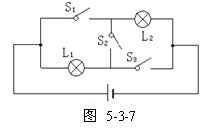 S₁
L₂
S₂
L₁
S₃
图 5-3-7